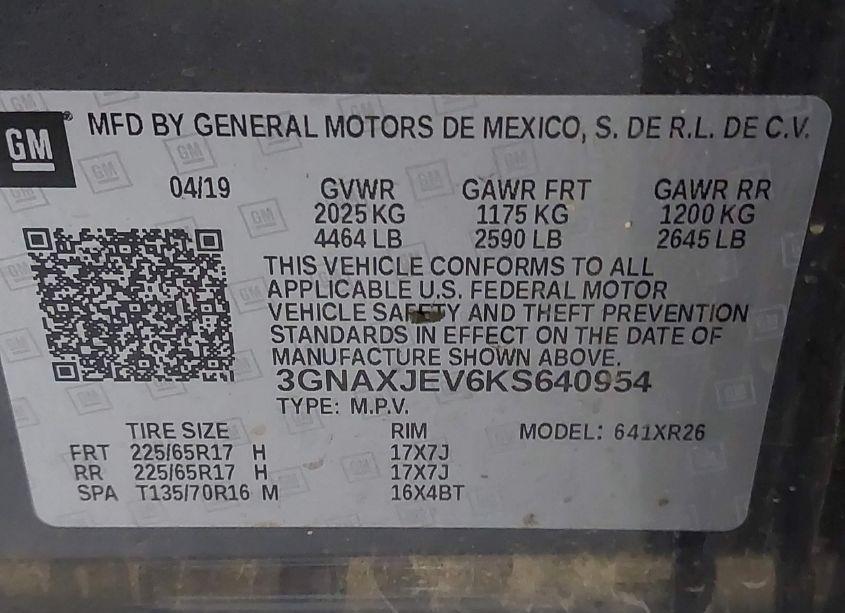 GM® MFD BY GENERAL MOTORS DE MEXICO, S. DE R.L. DE C.V.
04/19 GVWR GAWR FRT GAWR RR
2025 KG 1175 KG 1200 KG
4464 LB 2590 LB 2645 LB
THIS VEHICLE CONFORMS TO ALL
APPLICABLE U.S. FEDERAL MOTOR
VEHICLE SAFETY AND THEFT PREVENTION
STANDARDS IN EFFECT ON THE DATE OF
MANUFACTURE SHOWN ABOVE.
3GNAXJEV6KS640954
TYPE: M.P.V.
TIRE SIZE RIM MODEL: 641XR26
FRT 225/65R17 H 17X7J
RR 225/65R17 H 17X7J
SPA T135/70R16 M 16X4BT